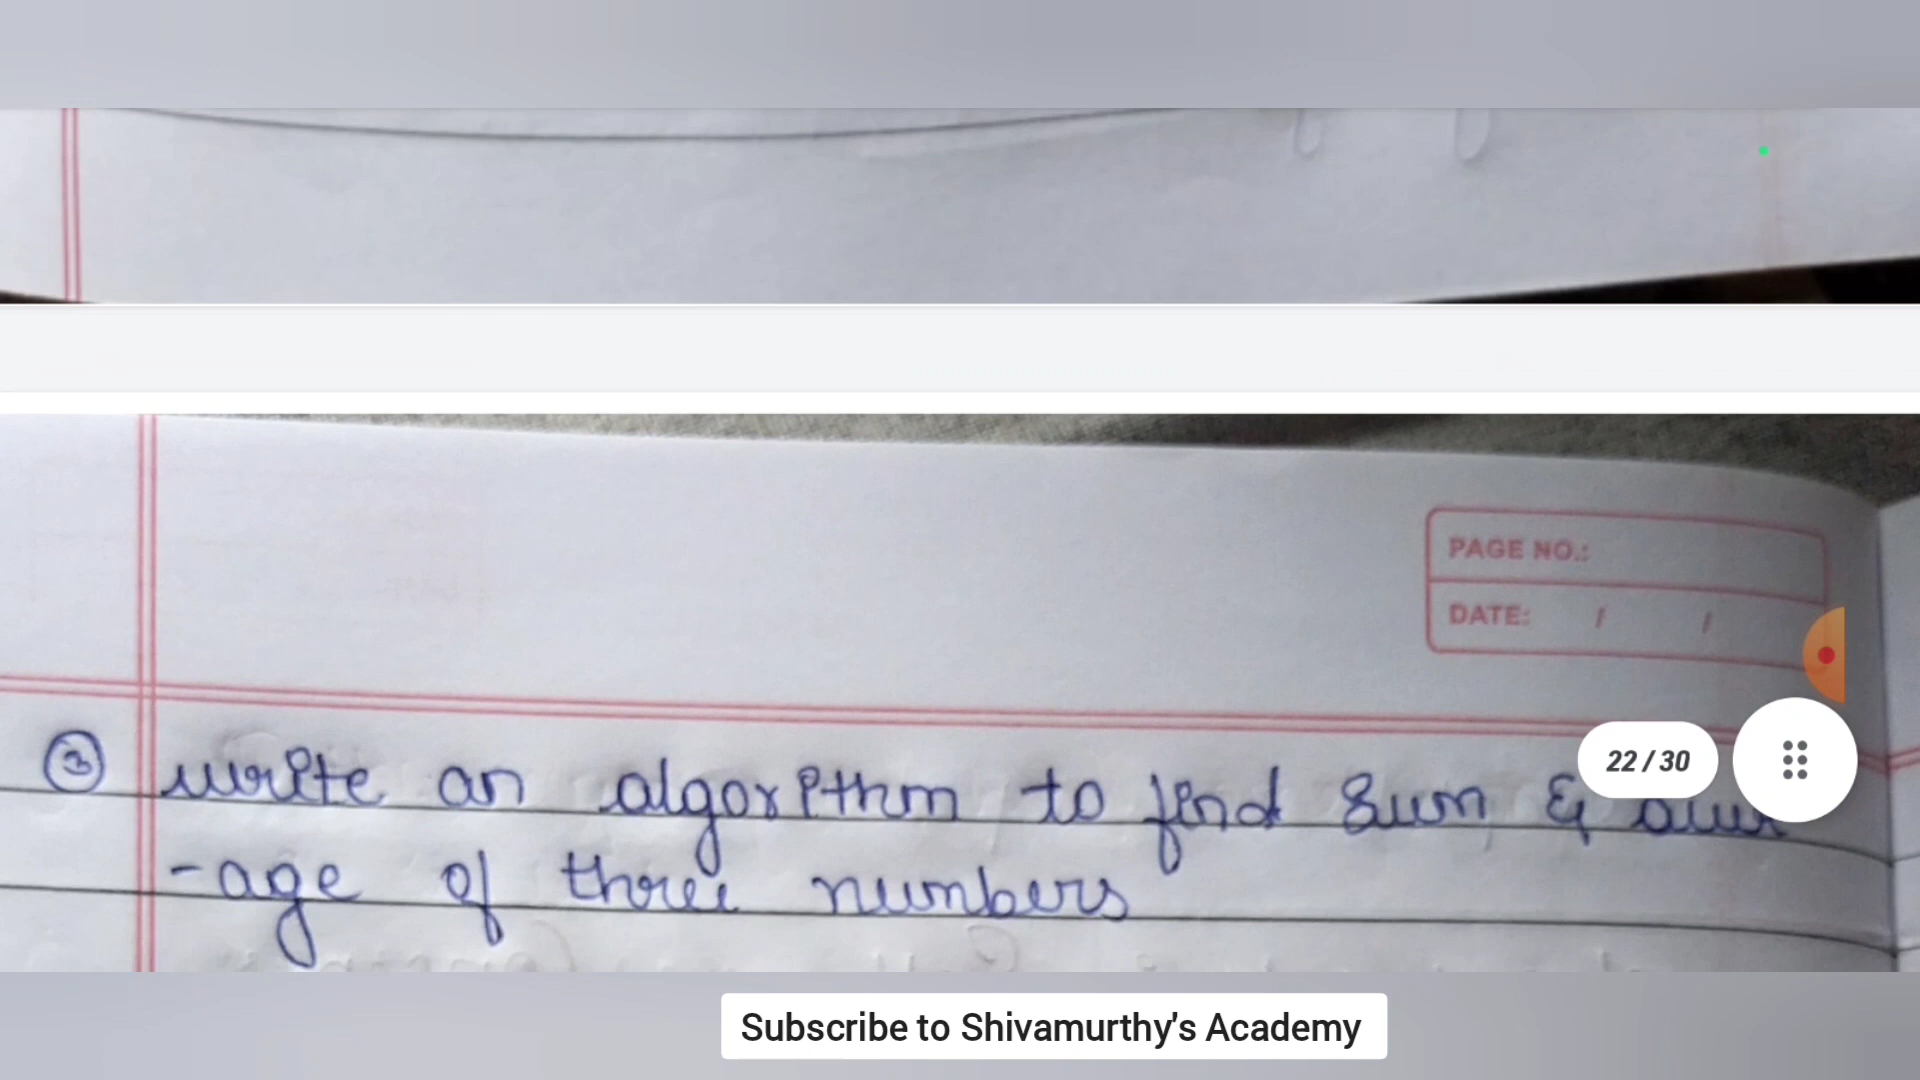 PAGE NO.:
DATE: / /
③ write an algorithm to find sum &
-age of three numbers
22 / 30
Subscribe to Shivamurthy's Academy